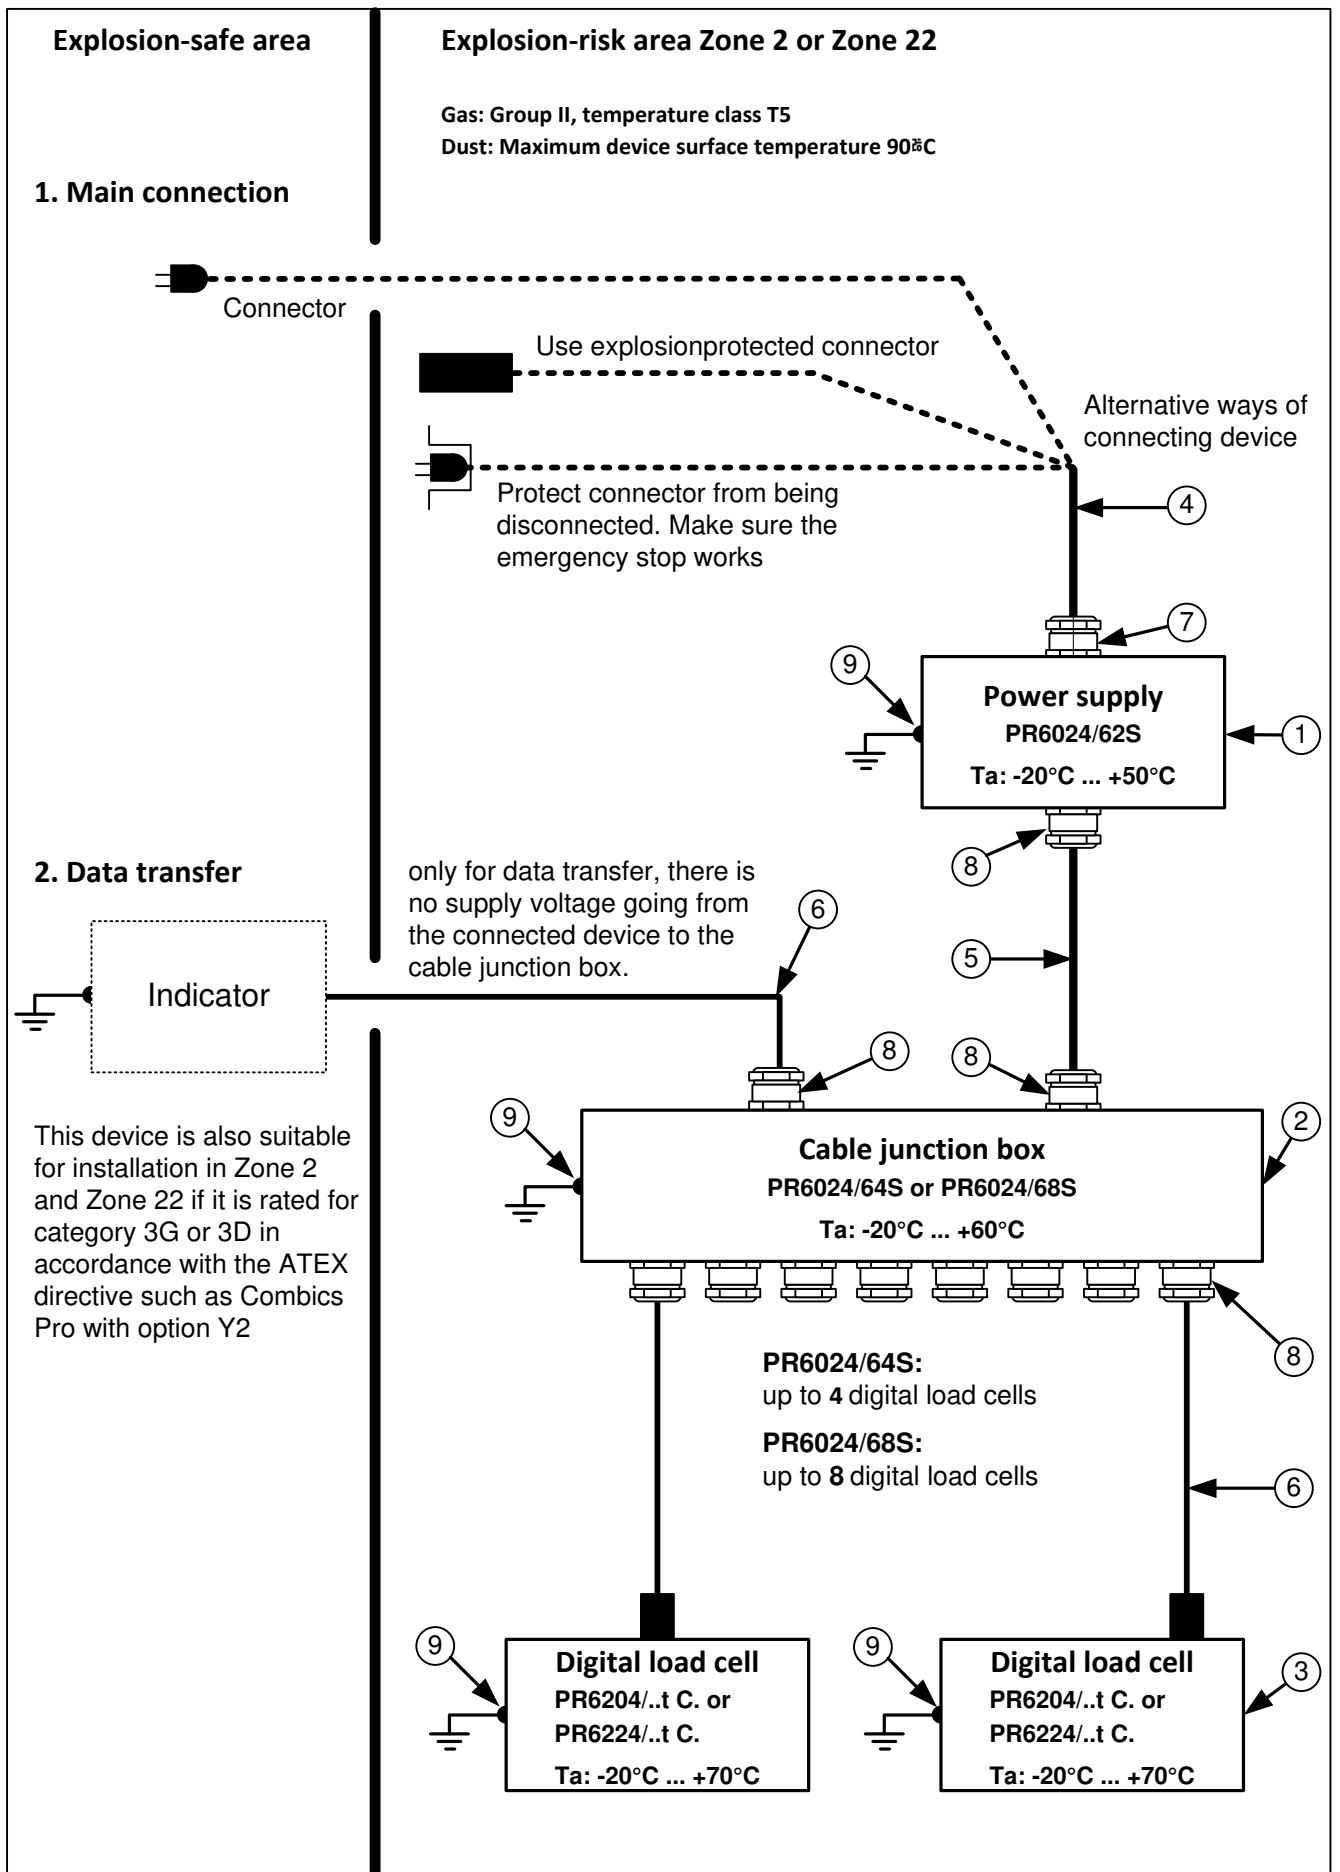 Explosion-safe area
Explosion-risk area Zone 2 or Zone 22
Gas: Group II, temperature class T5
Dust: Maximum device surface temperature 90 C
1. Main connection
Connector
Use explosionprotected connector
Alternative ways of
connecting device
Protect connector from being
disconnected. Make sure the
emergency stop works
4
7
9
Power supply
PR6024/62S
Ta: -20°C ... +50°C
1
8
2. Data transfer
only for data transfer, there is
no supply voltage going from
the connected device to the
cable junction box.
6
5
Indicator
8
8
This device is also suitable
for installation in Zone 2
and Zone 22 if it is rated for
category 3G or 3D in
accordance with the ATEX
directive such as Combics
Pro with option Y2
9
Cable junction box
PR6024/64S or PR6024/68S
Ta: -20°C ... +60°C
2
8
PR6024/64S:
up to 4 digital load cells
PR6024/68S:
up to 8 digital load cells
6
9
Digital load cell
PR6204/..t C. or
PR6224/..t C.
Ta: -20°C ... +70°C
9
Digital load cell
PR6204/..t C. or
PR6224/..t C.
Ta: -20°C ... +70°C
3